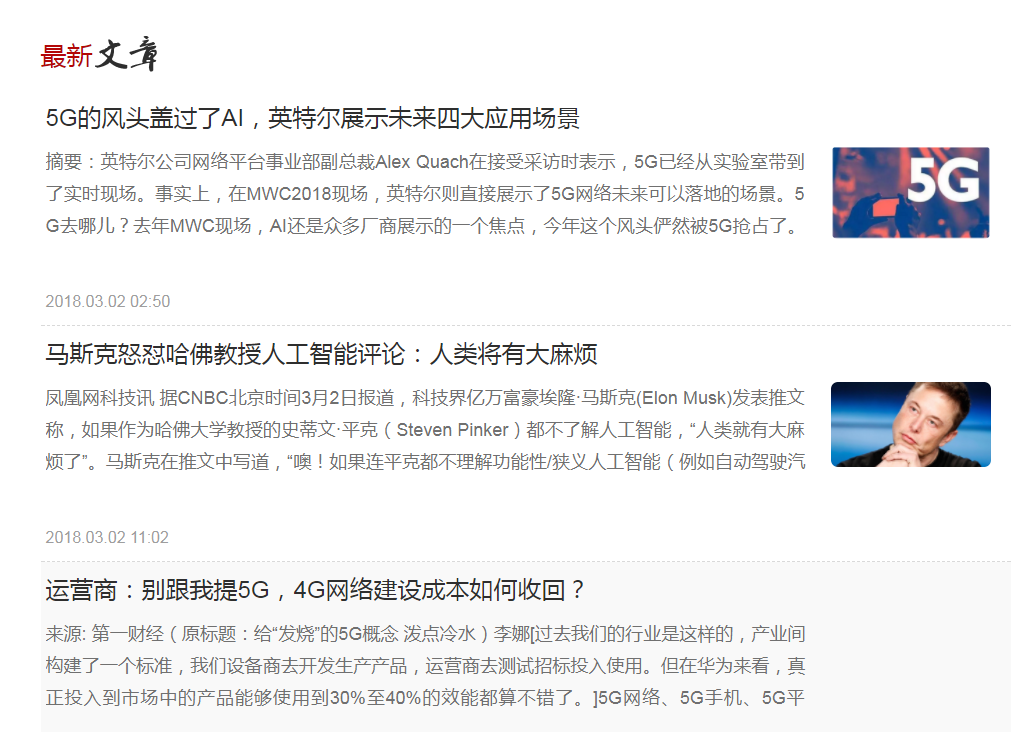 最新文章
5G的风头盖过了AI，英特尔展示未来四大应用场景
摘要：英特尔公司网络平台事业部副总裁Alex Quach在接受采访时表示，5G已经从实验室带到
了实时现场。事实上，在MWC2018现场，英特尔则直接展示了5G网络未来可以落地的场景。5
G去哪儿？去年MWC现场，AI还是众多厂商展示的一个焦点，今年这个风头俨然被5G抢占了。
5G
2018.03.02 02:50
马斯克怒怼哈佛教授人工智能评论：人类将有大麻烦
凤凰网科技讯 据CNBC北京时间3月2日报道，科技界亿万富豪埃隆·马斯克(Elon Musk)发表推文
称，如果作为哈佛大学教授的史蒂文·平克（Steven Pinker）都不了解人工智能，“人类就有大麻
烦了”。马斯克在推文中写道，“噢！如果连平克都不理解功能性/狭义人工智能（例如自动驾驶汽
2018.03.02 11:02
运营商：别跟我提5G，4G网络建设成本如何收回？
来源: 第一财经（原标题：给“发烧”的5G概念 泼点冷水）李娜[过去我们的行业是这样的，产业间
构建了一个标准，我们设备商去开发生产产品，运营商去测试招标投入使用。但在华为来看，真
正投入到市场中的产品能够使用到30%至40%的效能都算不错了。]5G网络、5G手机、5G平